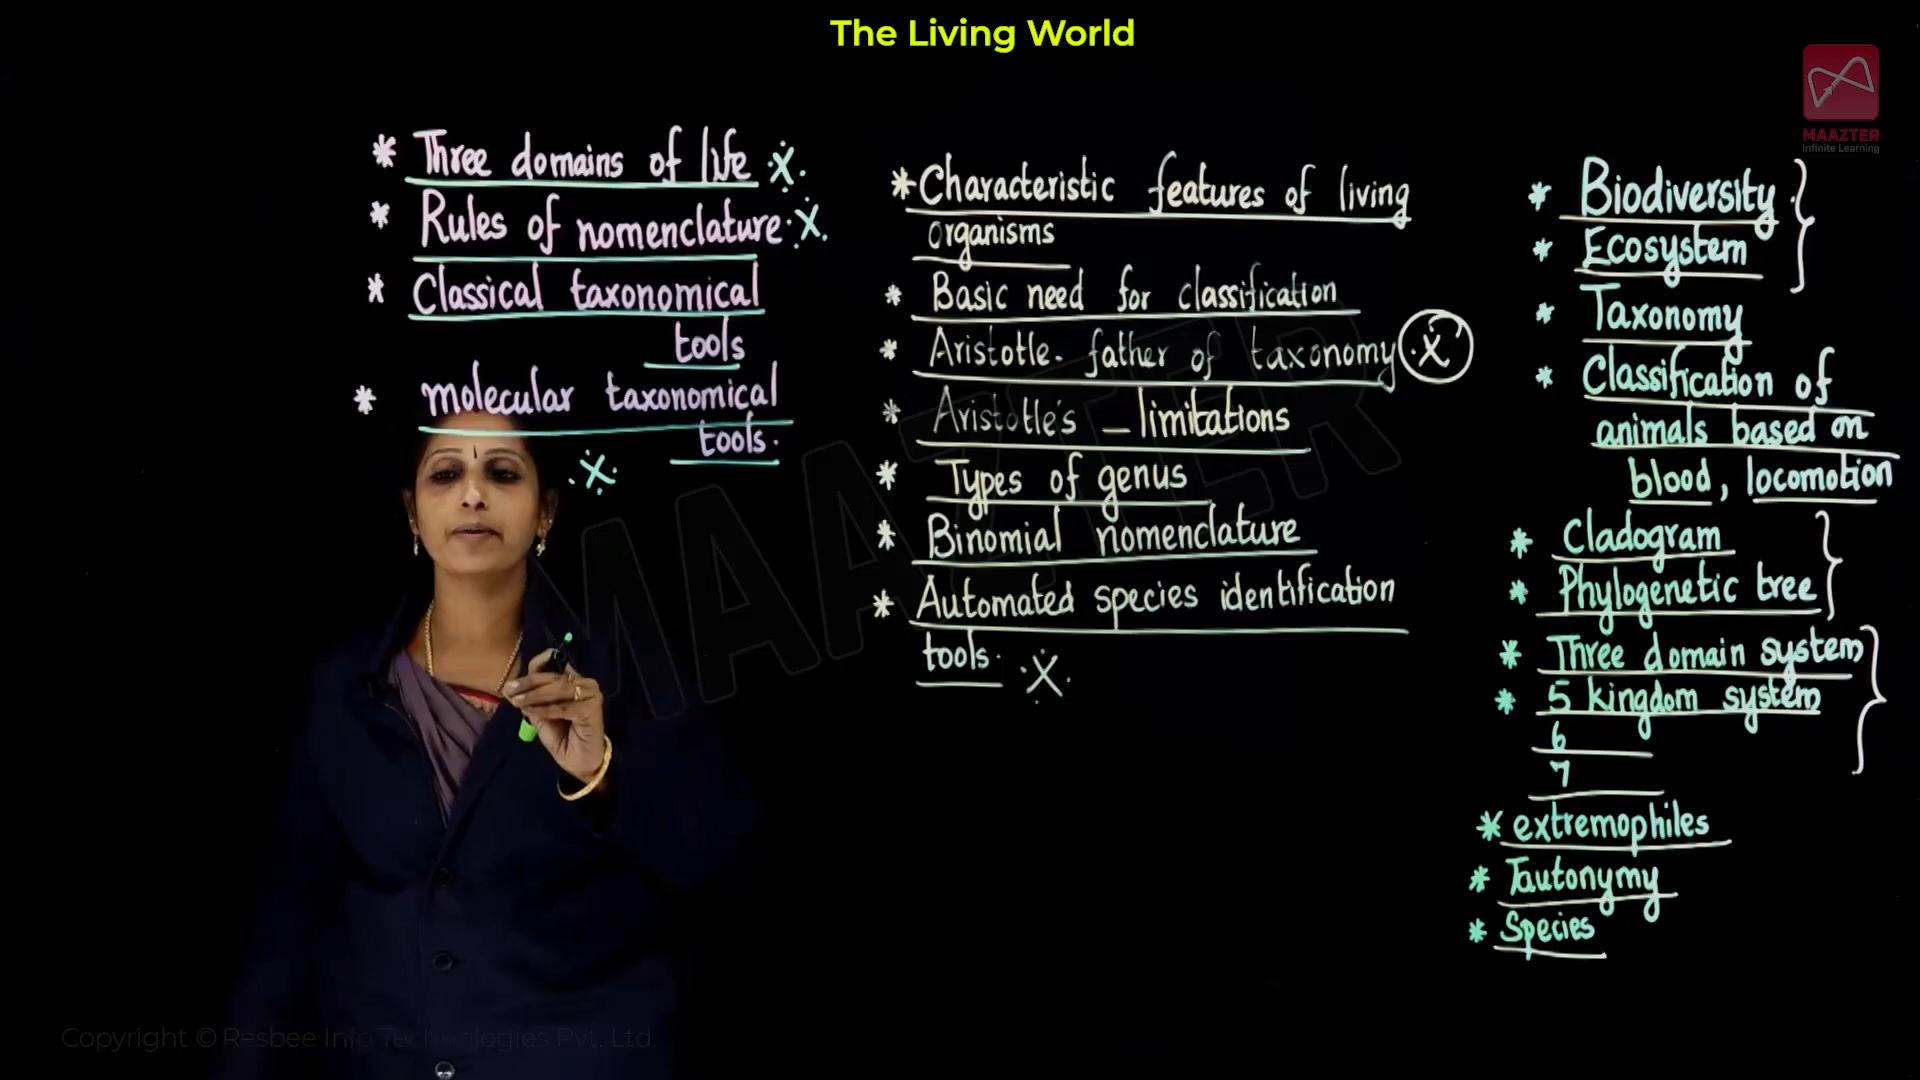 The Living World
MAAZTER
Infinite Learning
* Three domains of life ·X·
* Rules of nomenclature ·X·
* Classical taxonomical
tools
* molecular taxonomical
tools.
·X·
* Characteristic features of living
organisms
* Basic need for classification
* Aristotle. father of taxonomy ·X·
* Aristotle's _ limitations
* Types of genus
* Binomial nomenclature
* Automated species identification
tools. ·X·
* Biodiversity
* Ecosystem
* Taxonomy
* Classification of
animals based on
blood, locomotion
* Cladogram
* Phylogenetic tree
* Three domain system
* 5 kingdom system
6
7
* extremophiles
* Tautonymy
* Species
MAAZTER
Copyright © Resbee Info Technologies Pvt. Ltd.